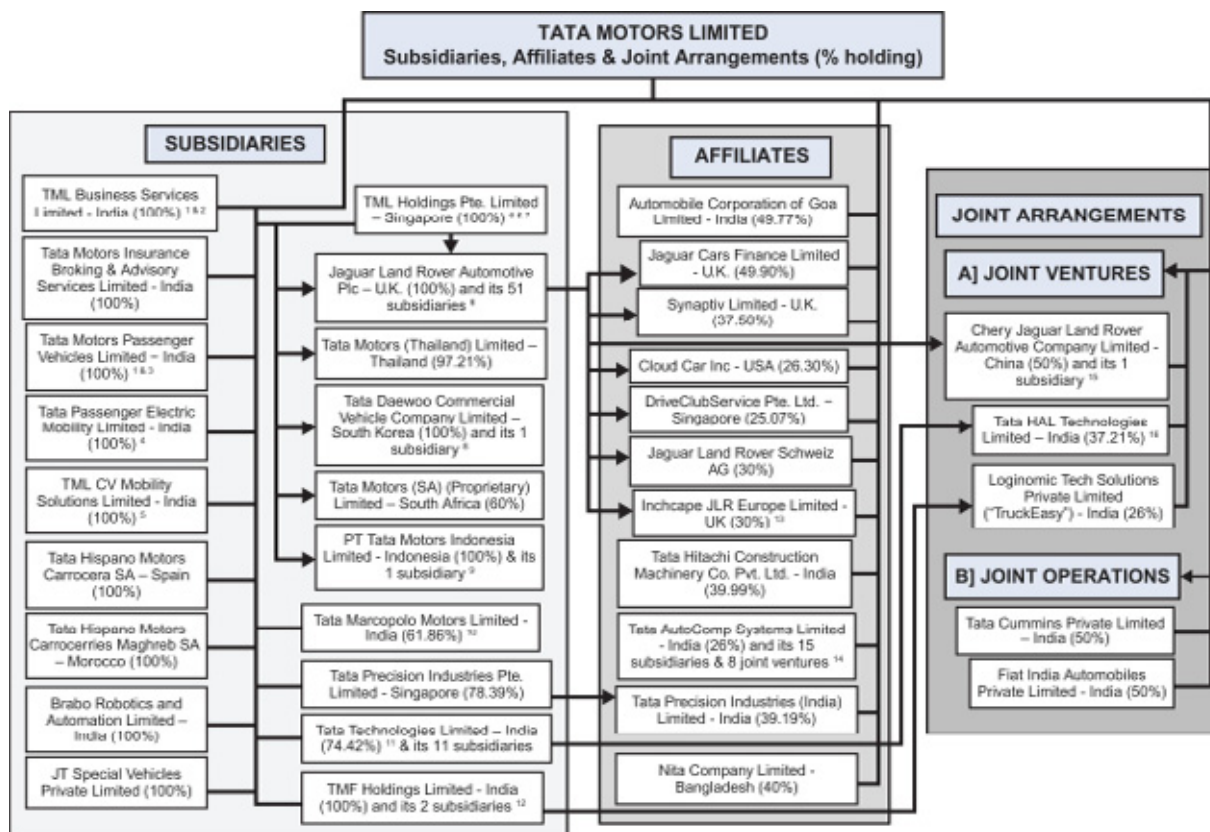 TATA MOTORS LIMITED
Subsidiaries, Affiliates & Joint Arrangements (% holding)
SUBSIDIARIES
TML Business Services
Limited - India (100%) 1 & 2
Tata Motors Insurance
Broking & Advisory
Services Limited - India
(100%)
Tata Motors Passenger
Vehicles Limited – India
(100%) 1 & 3
Tata Passenger Electric
Mobility Limited - India
(100%) 4
TML CV Mobility
Solutions Limited - India
(100%) 5
Tata Hispano Motors
Carrocera SA – Spain
(100%)
Tata Hispano Motors
Carrocerries Maghreb SA
– Morocco (100%)
Brabo Robotics and
Automation Limited –
India (100%)
JT Special Vehicles
Private Limited (100%)
TML Holdings Pte. Limited
– Singapore (100%)
Jaguar Land Rover Automotive
Plc – U.K. (100%) and its 51
subsidiaries
Tata Motors (Thailand) Limited –
Thailand (97.21%)
Tata Daewoo Commercial
Vehicle Company Limited –
South Korea (100%) and its 1
subsidiary
Tata Motors (SA) (Proprietary)
Limited – South Africa (60%)
PT Tata Motors Indonesia
Limited - Indonesia (100%) & its
1 subsidiary 9
Tata Marcopolo Motors Limited -
India (61.86%) 10
Tata Precision Industries Pte.
Limited - Singapore (78.39%)
Tata Technologies Limited – India
(74.42%) 11 & its 11 subsidiaries
TMF Holdings Limited - India
(100%) and its 2 subsidiaries 12
AFFILIATES
Automobile Corporation of Goa
Limited - India (49.77%)
Jaguar Cars Finance Limited
- U.K. (49.90%)
Synaptiv Limited - U.K.
(37.50%)
Cloud Car Inc - USA (26.30%)
DriveClubService Pte. Ltd. –
Singapore (25.07%)
Jaguar Land Rover Schweiz
AG (30%)
Inchcape JLR Europe Limited -
UK (30%) 13
Tata Hitachi Construction
Machinery Co. Pvt. Ltd. - India
(39.99%)
Tata AutoComp Systems Limited
- India (26%) and its 15
subsidiaries & 8 joint ventures 14
Tata Precision Industries (India)
Limited - India (39.19%)
Nita Company Limited -
Bangladesh (40%)
JOINT ARRANGEMENTS
A] JOINT VENTURES
Chery Jaguar Land Rover
Automotive Company Limited -
China (50%) and its 1
subsidiary 15
Tata HAL Technologies
Limited – India (37.21%) 16
Loginomic Tech Solutions
Private Limited
("TruckEasy") - India (26%)
B] JOINT OPERATIONS
Tata Cummins Private Limited
– India (50%)
Fiat India Automobiles
Private Limited - India (50%)